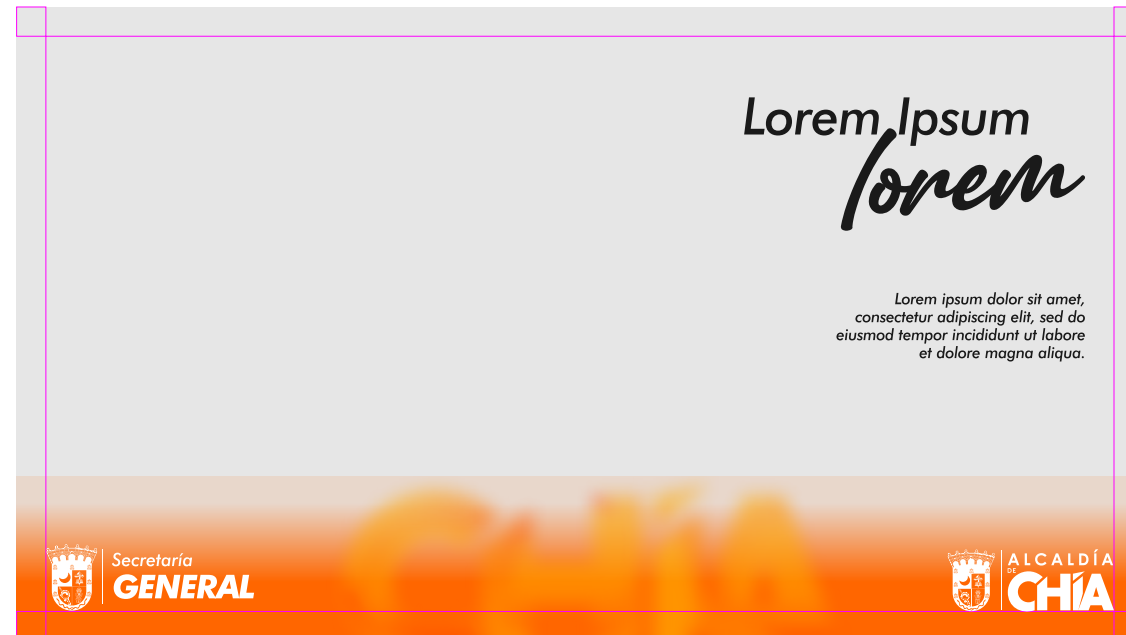 Lorem Ipsum
lorem
Lorem ipsum dolor sit amet,
consectetur adipiscing elit, sed do
eiusmod tempor incididunt ut labore
et dolore magna aliqua.
CHÍA
Secretaría
GENERAL
ALCALDÍA
DE
CHÍA